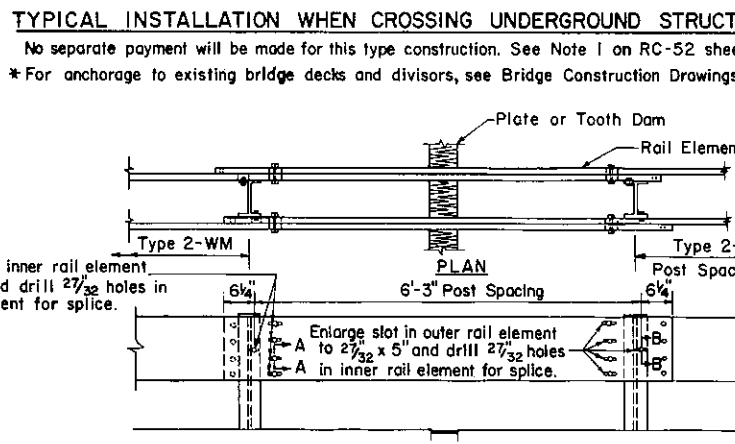 TYPICAL INSTALLATION WHEN CROSSING UNDERGROUND STRUCT
No separate payment will be made for this type construction. See Note 1 on RC-52 shee
* For anchorage to existing bridge decks and divisors, see Bridge Construction Drawings
Plate or Tooth Dam
Rail Elemen
Type 2-WM
Type 2-
inner rail element
d drill 27/32" holes in
ent for splice.
PLAN
Post Spac
6¼"
6'-3" Post Spacing
6¼"
Enlarge slot in outer rail element
A to 27/32" x 5" and drill 27/32" holes B
A in inner rail element for splice. B